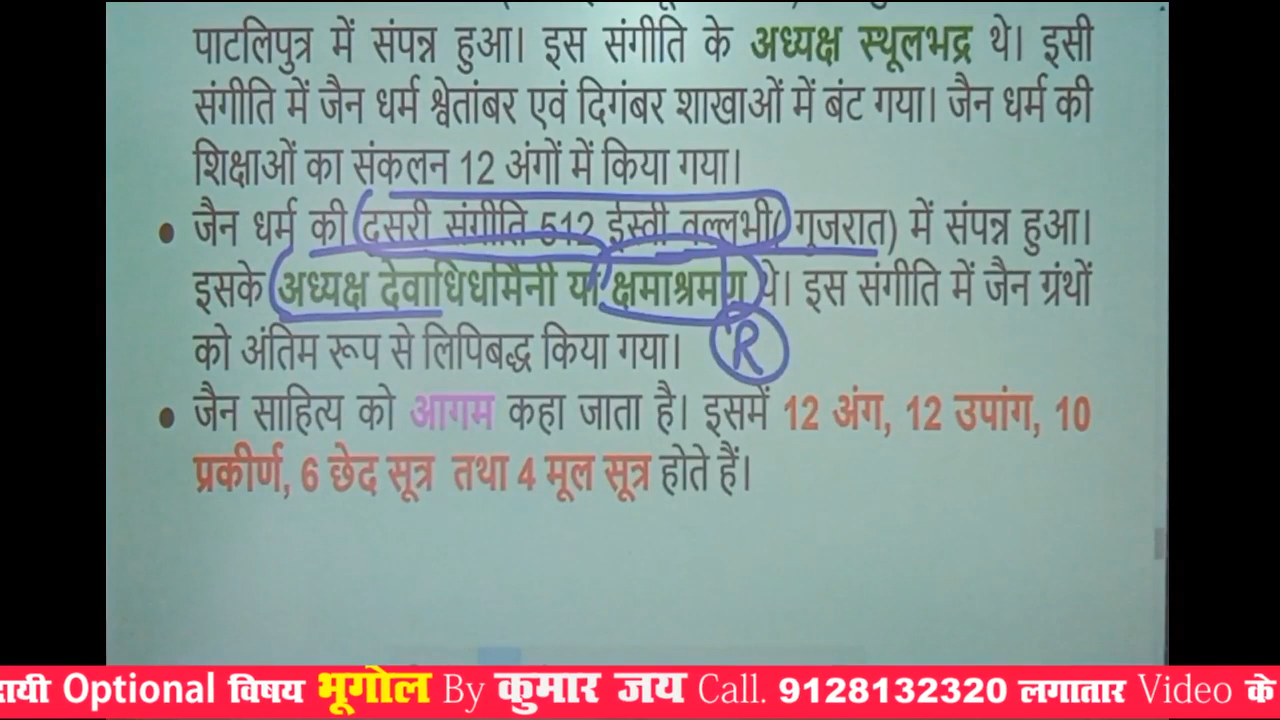 पाटलिपुत्र में संपन्न हुआ। इस संगीति के अध्यक्ष स्थूलभद्र थे। इसी
संगीति में जैन धर्म श्वेतांबर एवं दिगंबर शाखाओं में बंट गया। जैन धर्म की
शिक्षाओं का संकलन 12 अंगों में किया गया।
• जैन धर्म की दूसरी संगीति 512 ईस्वी वल्लभी( गुजरात) में संपन्न हुआ।
इसके अध्यक्ष देवाधिर्धामैनी या क्षमाश्रमण थे। इस संगीति में जैन ग्रंथों
को अंतिम रूप से लिपिबद्ध किया गया।
R
• जैन साहित्य को आगम कहा जाता है। इसमें 12 अंग, 12 उपांग, 10
प्रकीर्ण, 6 छेद सूत्र तथा 4 मूल सूत्र होते हैं।
दायी Optional विषय भूगोल By कुमार जय Call. 9128132320 लगातार Video के